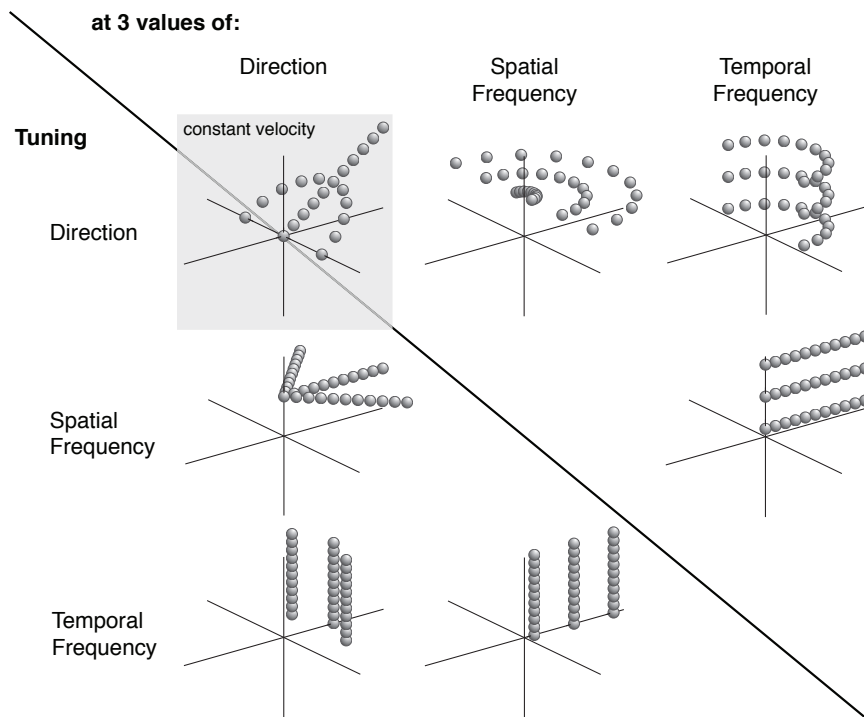 at 3 values of:
Direction
Spatial
Frequency
Temporal
Frequency
Tuning
constant velocity
Direction
Spatial
Frequency
Temporal
Frequency